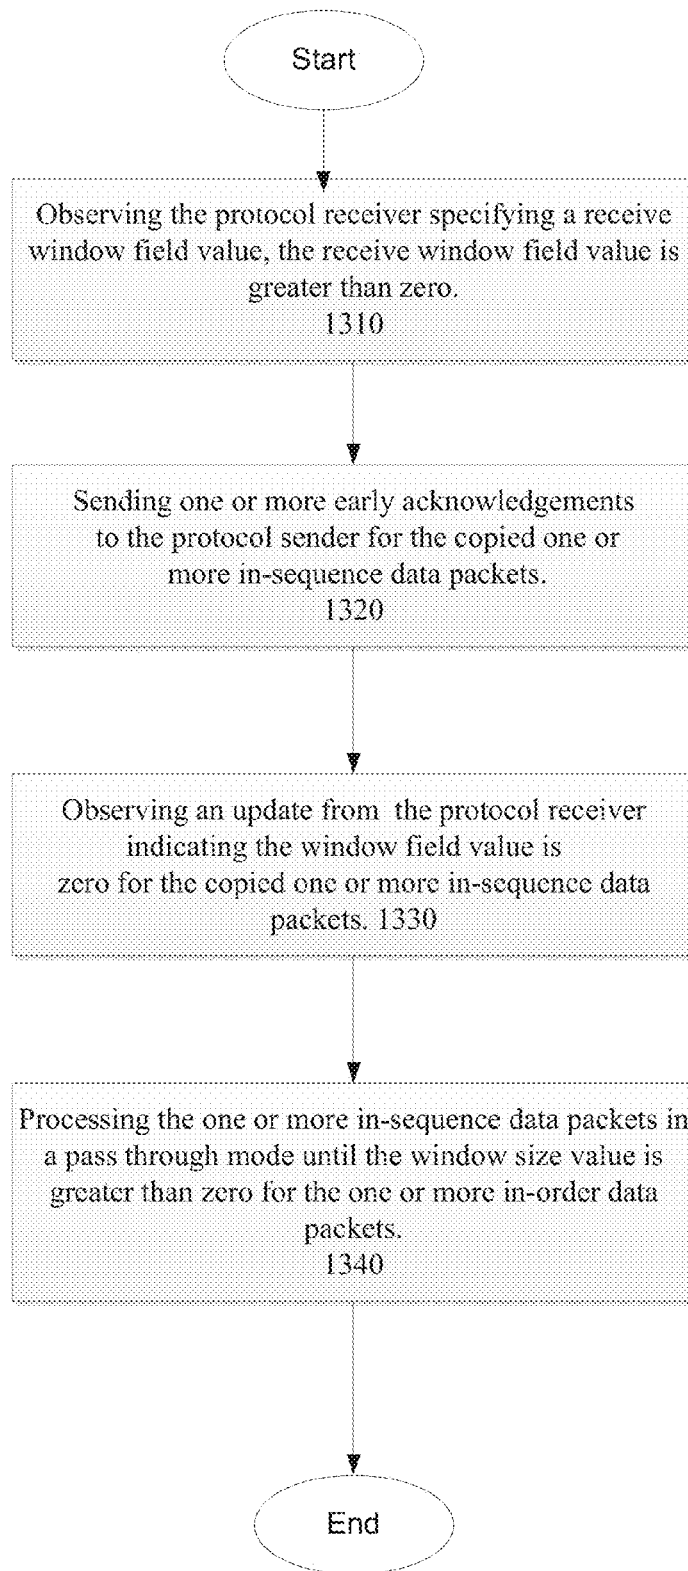 Start
Observing the protocol receiver specifying a receive
window field value, the receive window field value is
greater than zero.
1310
Sending one or more early acknowledgements
to the protocol sender for the copied one or
more in-sequence data packets.
1320
Observing an update from the protocol receiver
indicating the window field value is
zero for the copied one or more in-sequence data
packets. 1330
Processing the one or more in-sequence data packets in
a pass through mode until the window size value is
greater than zero for the one or more in-order data
packets.
1340
End